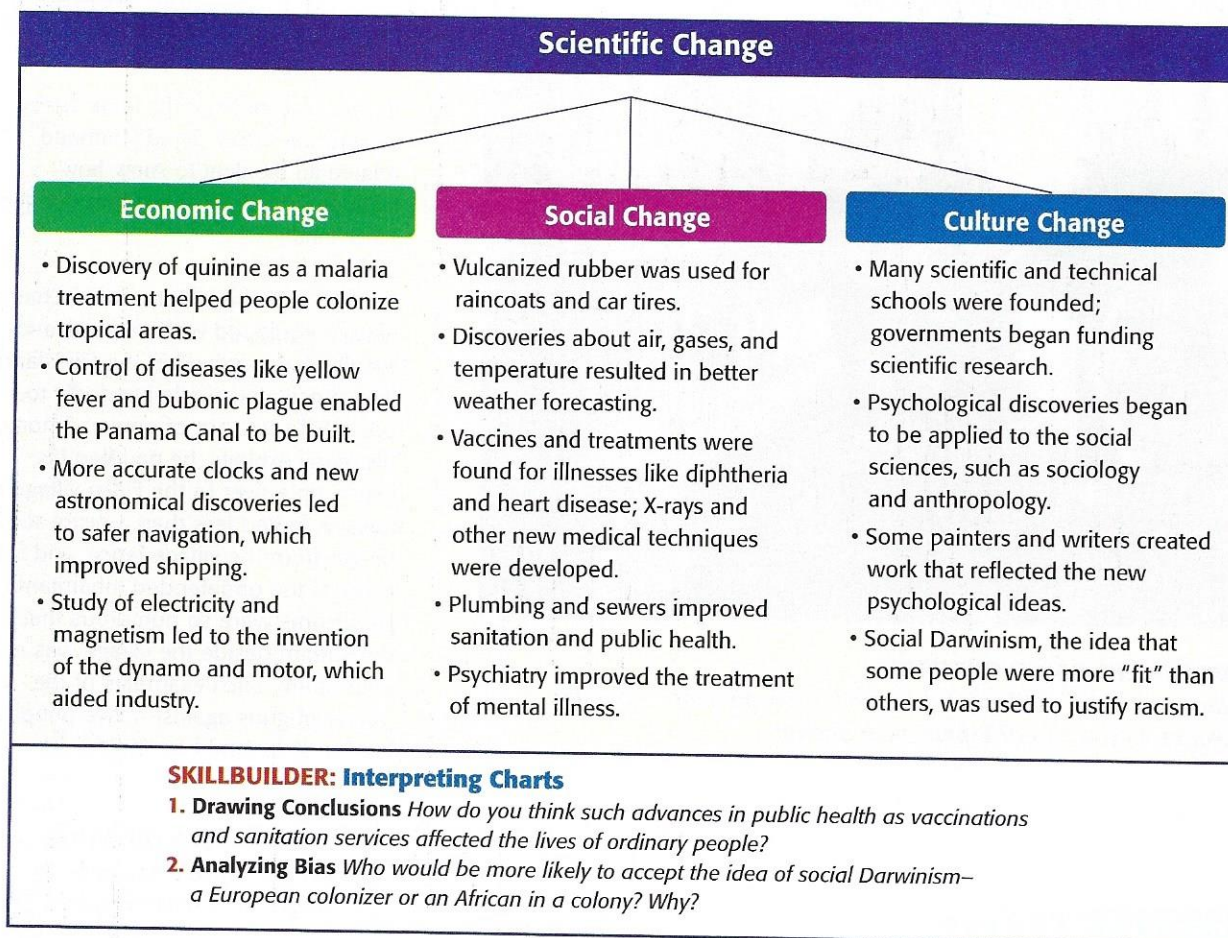 Scientific Change
Economic Change
• Discovery of quinine as a malaria
treatment helped people colonize
tropical areas.
• Control of diseases like yellow
fever and bubonic plague enabled
the Panama Canal to be built.
• More accurate clocks and new
astronomical discoveries led
to safer navigation, which
improved shipping.
• Study of electricity and
magnetism led to the invention
of the dynamo and motor, which
aided industry.
Social Change
• Vulcanized rubber was used for
raincoats and car tires.
• Discoveries about air, gases, and
temperature resulted in better
weather forecasting.
• Vaccines and treatments were
found for illnesses like diphtheria
and heart disease; X-rays and
other new medical techniques
were developed.
• Plumbing and sewers improved
sanitation and public health.
• Psychiatry improved the treatment
of mental illness.
Culture Change
• Many scientific and technical
schools were founded;
governments began funding
scientific research.
• Psychological discoveries began
to be applied to the social
sciences, such as sociology
and anthropology.
• Some painters and writers created
work that reflected the new
psychological ideas.
• Social Darwinism, the idea that
some people were more "fit" than
others, was used to justify racism.
SKILLBUILDER: Interpreting Charts
1. Drawing Conclusions How do you think such advances in public health as vaccinations
and sanitation services affected the lives of ordinary people?
2. Analyzing Bias Who would be more likely to accept the idea of social Darwinism–
a European colonizer or an African in a colony? Why?